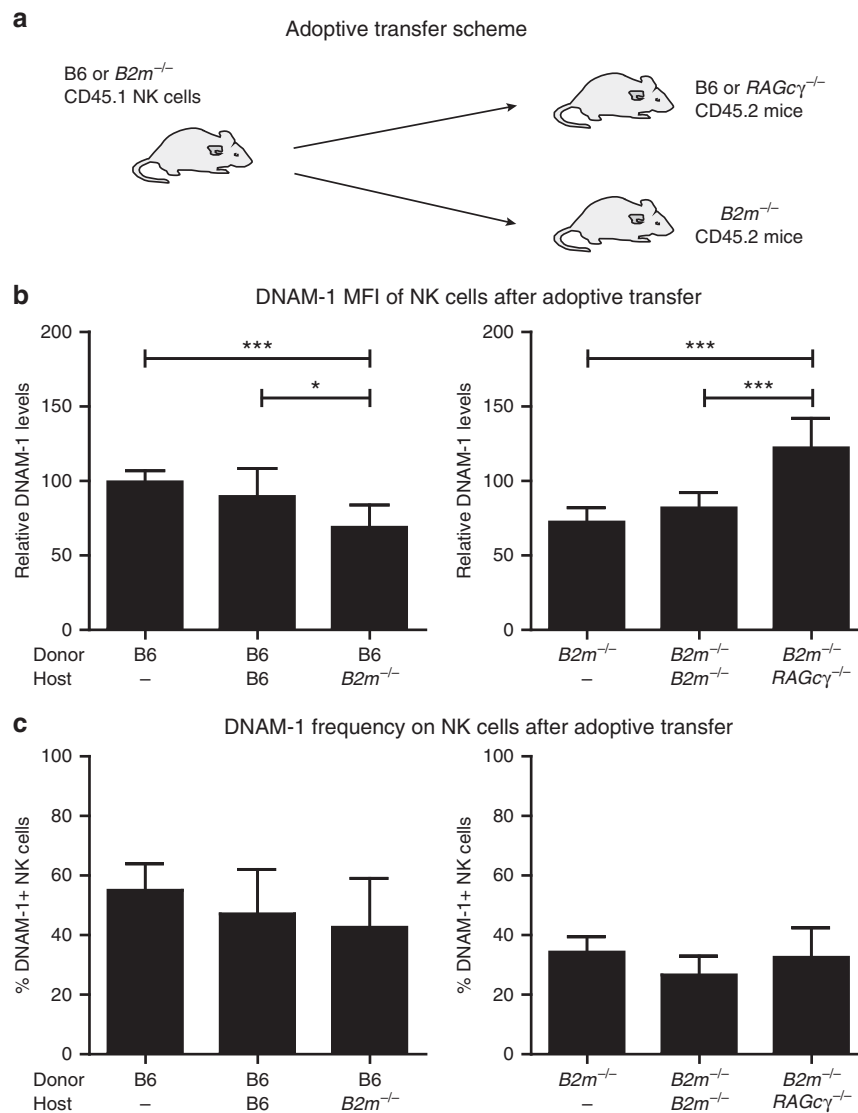 a
Adoptive transfer scheme
B6 or B2m–/–
CD45.1 NK cells
B6 or RAGcγ–/–
CD45.2 mice
B2m–/–
CD45.2 mice
b
DNAM-1 MFI of NK cells after adoptive transfer
Relative DNAM-1 levels
200
150
100
50
0
***
*
Donor B6 B6 B6
Host – B6 B2m–/–
Relative DNAM-1 levels
200
150
100
50
0
***
***
B2m–/– B2m–/– B2m–/–
– B2m–/– RAGcγ–/–
c
DNAM-1 frequency on NK cells after adoptive transfer
% DNAM-1+ NK cells
100
80
60
40
20
0
Donor B6 B6 B6
Host – B6 B2m–/–
% DNAM-1+ NK cells
100
80
60
40
20
0
B2m–/– B2m–/– B2m–/–
– B2m–/– RAGcγ–/–